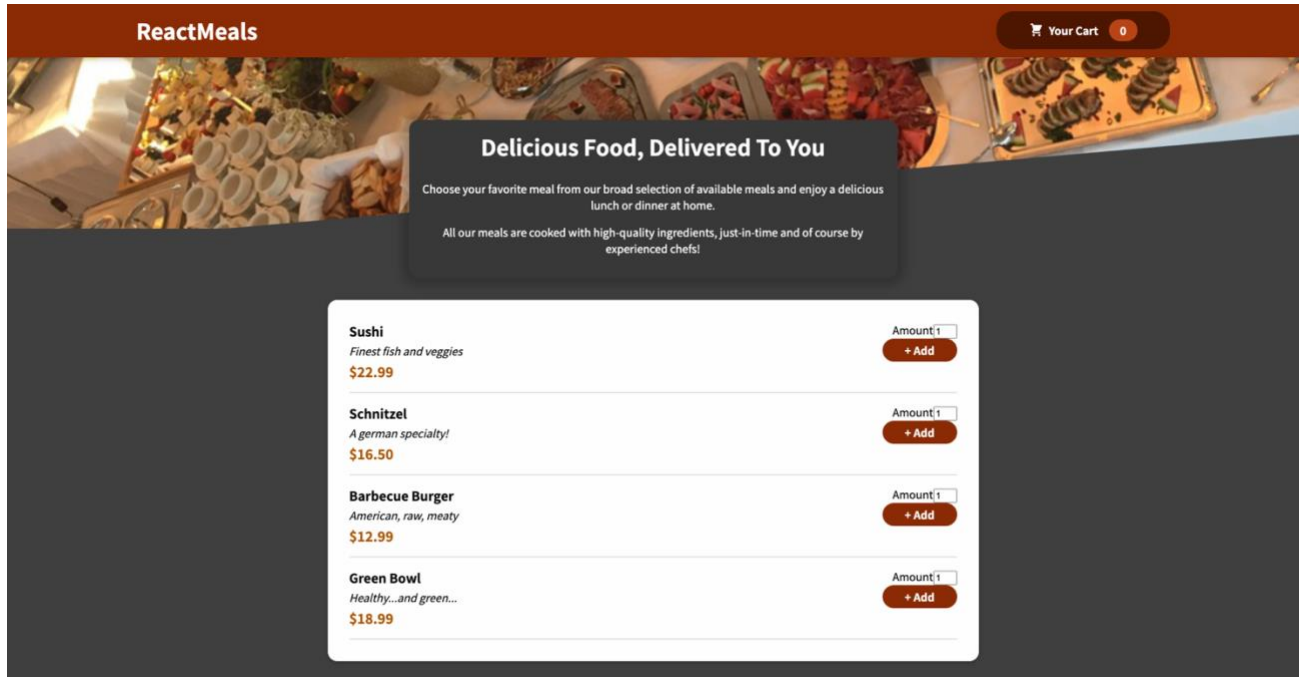 ReactMeals
Your Cart 0
Delicious Food, Delivered To You
Choose your favorite meal from our broad selection of available meals and enjoy a delicious
lunch or dinner at home.
All our meals are cooked with high-quality ingredients, just-in-time and of course by
experienced chefs!
Sushi
Finest fish and veggies
$22.99
Amount 1
+ Add
Schnitzel
A german specialty!
$16.50
Amount 1
+ Add
Barbecue Burger
American, raw, meaty
$12.99
Amount 1
+ Add
Green Bowl
Healthy...and green...
$18.99
Amount 1
+ Add